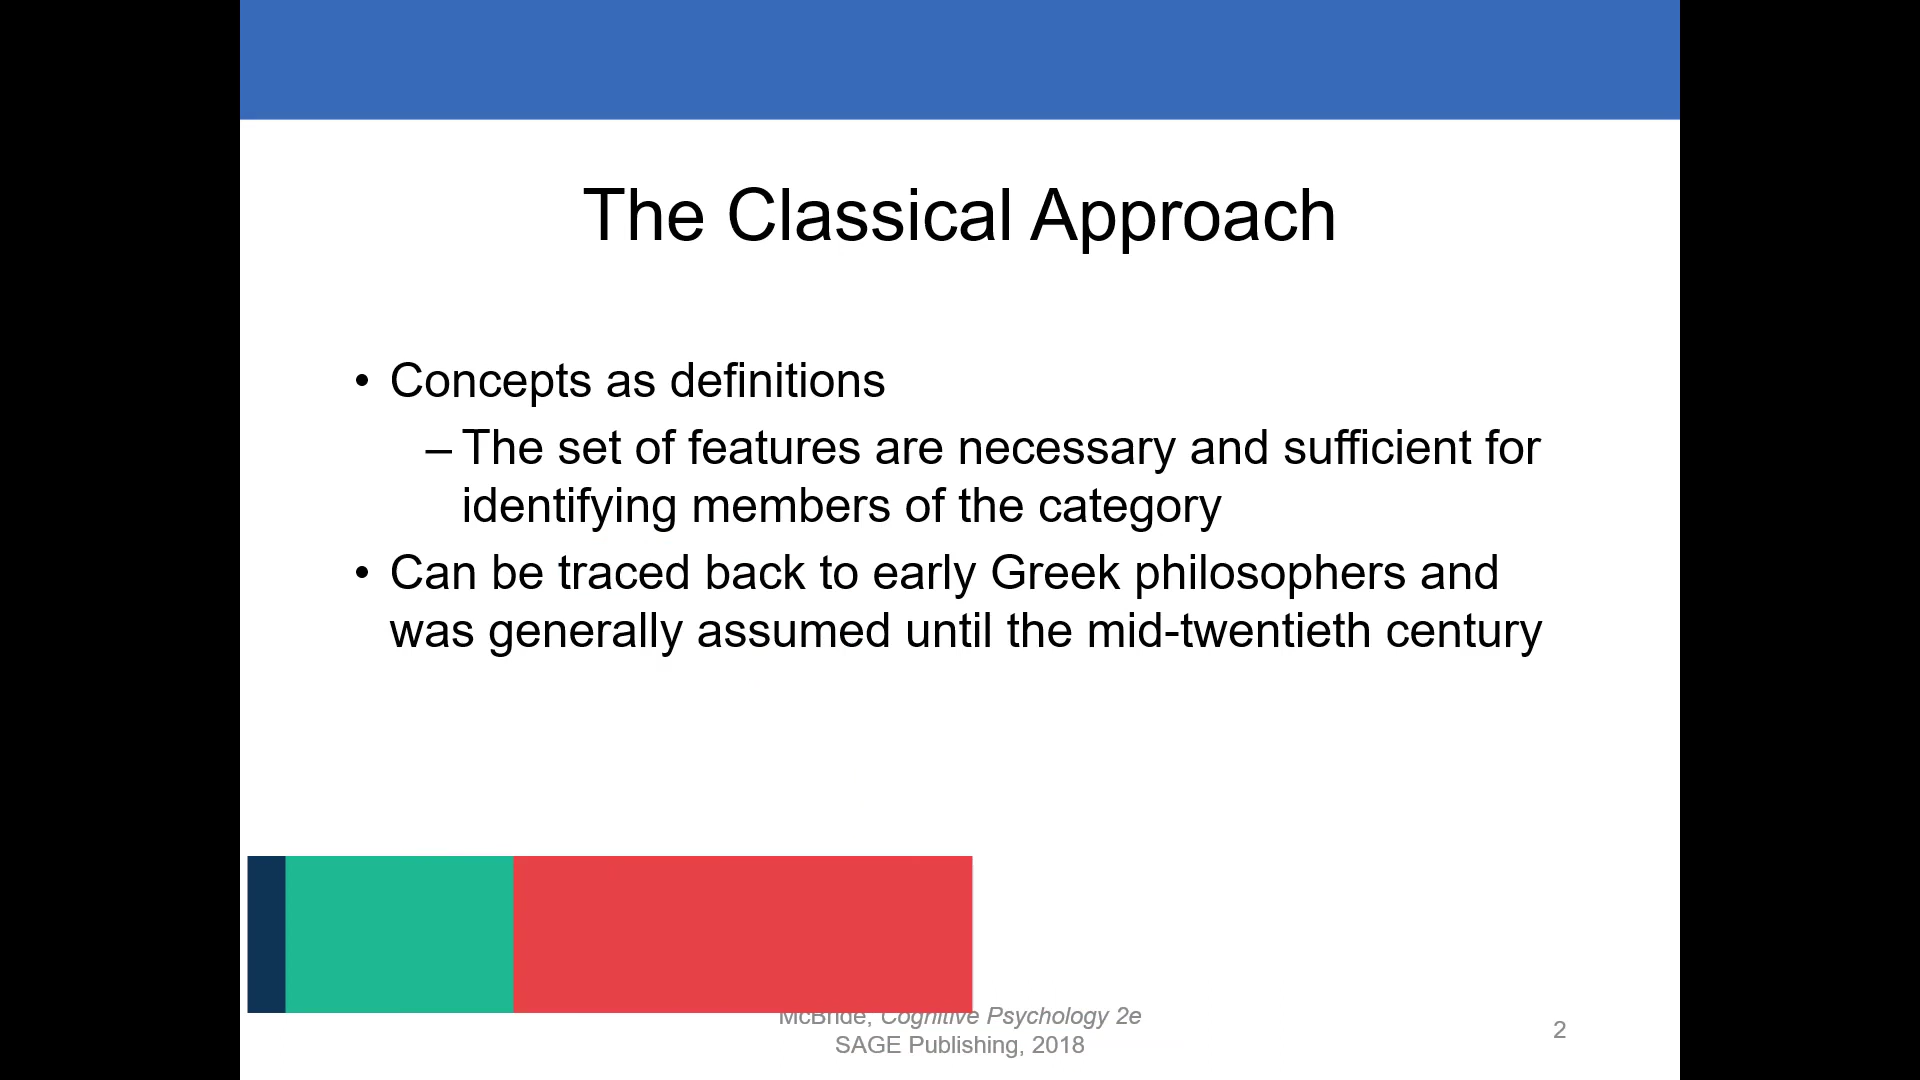 The Classical Approach
• Concepts as definitions
– The set of features are necessary and sufficient for
identifying members of the category
• Can be traced back to early Greek philosophers and
was generally assumed until the mid-twentieth century
McBride, Cognitive Psychology 2e
SAGE Publishing, 2018
2